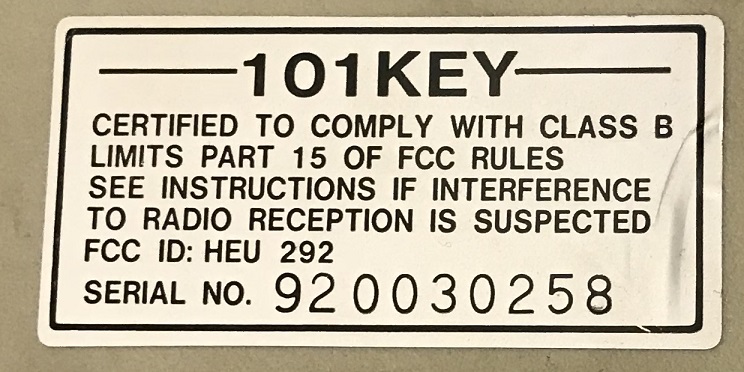 101KEY
CERTIFIED TO COMPLY WITH CLASS B
LIMITS PART 15 OF FCC RULES
SEE INSTRUCTIONS IF INTERFERENCE
TO RADIO RECEPTION IS SUSPECTED
FCC ID: HEU 292
SERIAL NO. 920030258